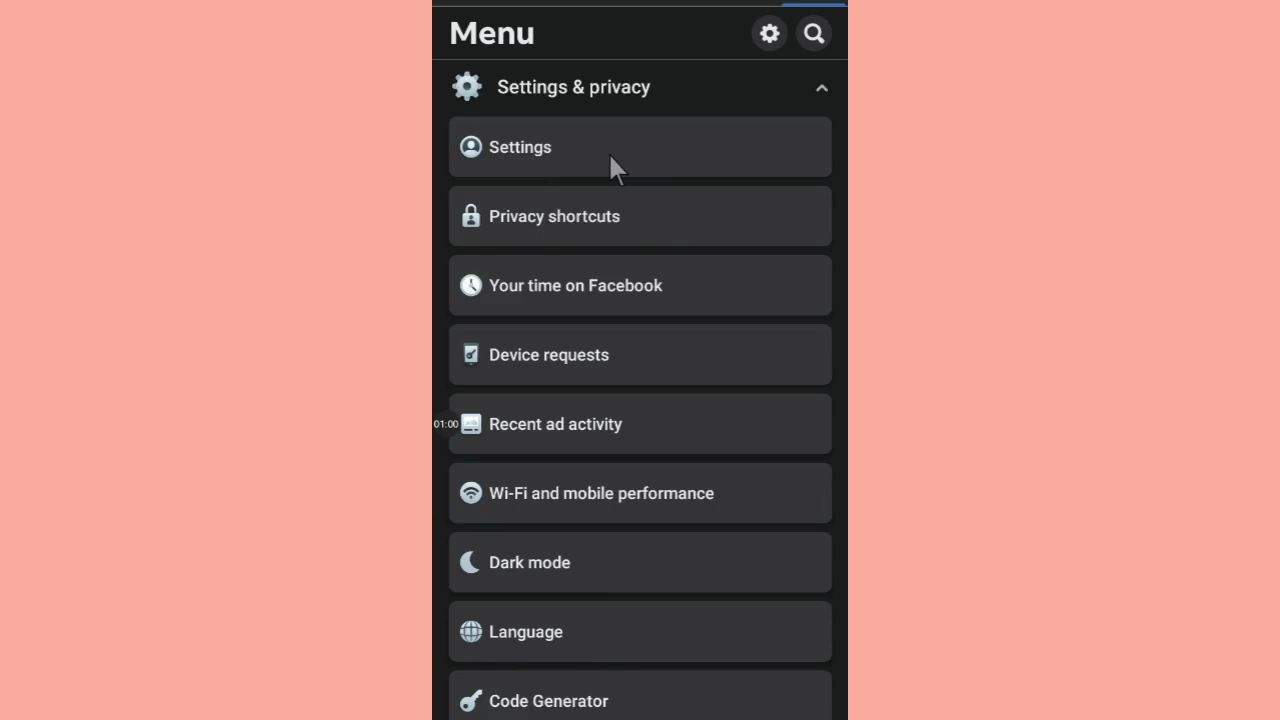 Menu
Settings & privacy
Settings
Privacy shortcuts
Your time on Facebook
Device requests
01:00
Recent ad activity
Wi-Fi and mobile performance
Dark mode
Language
Code Generator